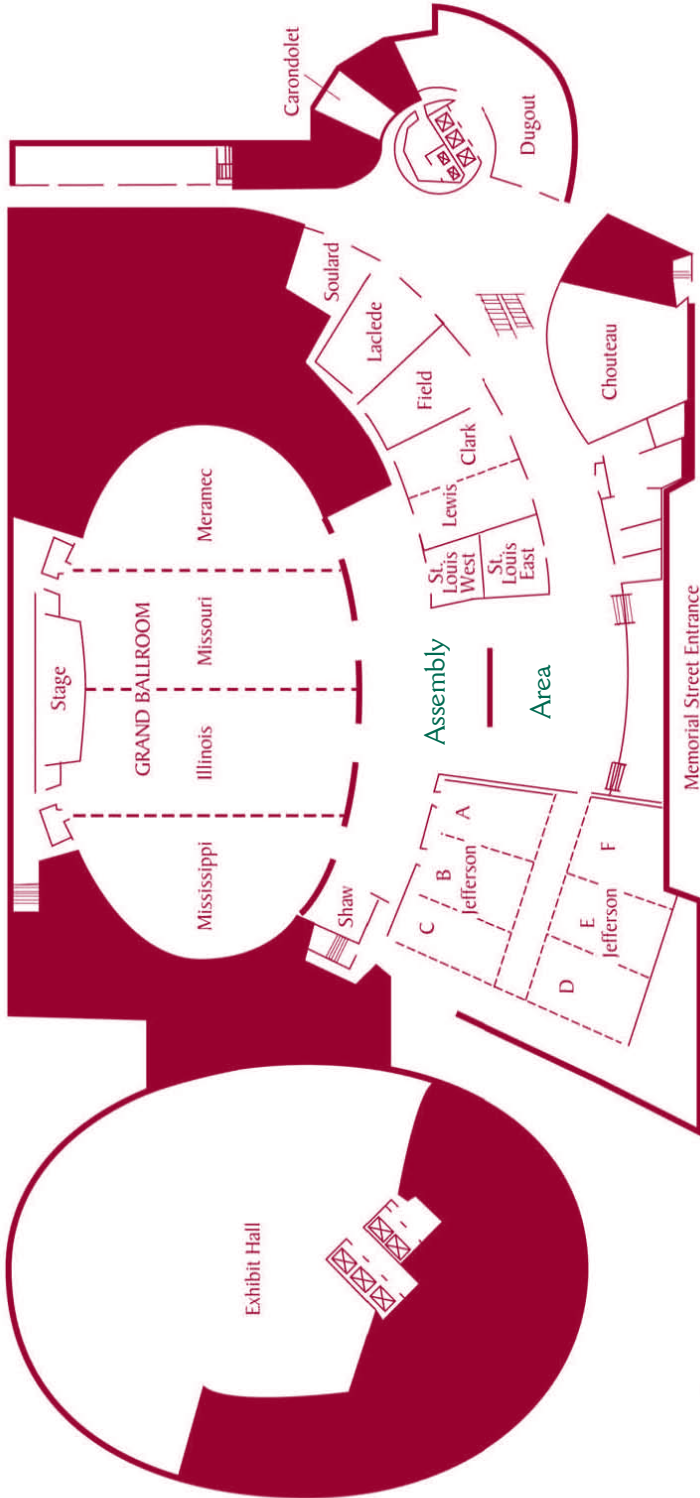 Carondolet
Dugout
Soulard
Laclede
Field
Clark
Lewis
St.
Louis
West
St.
Louis
East
Chouteau
Meramec
Missouri
GRAND BALLROOM
Stage
Illinois
Mississippi
Assembly
Area
Memorial Street Entrance
Shaw
A
B
Jefferson
C
F
E
Jefferson
D
Exhibit Hall